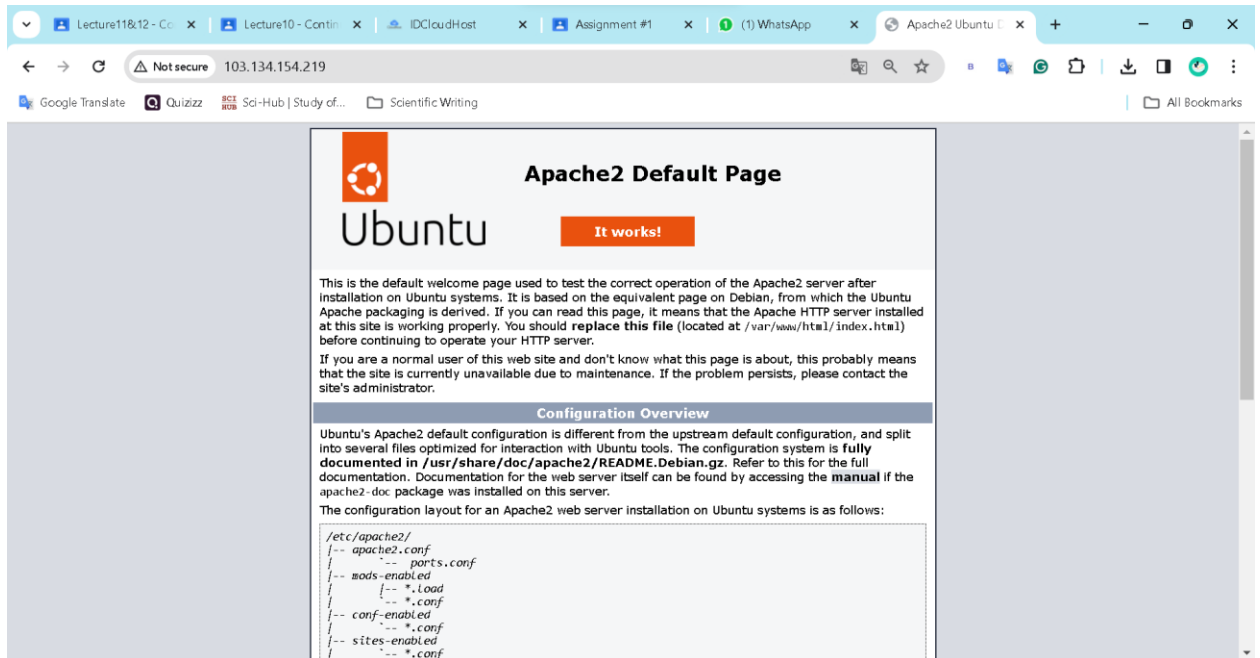 Lecture11&12 - Co
Lecture10 - Contin
IDCloudHost
Assignment #1
(1) WhatsApp
Apache2 Ubuntu D
Not secure
103.134.154.219
Google Translate
Quizizz
SCI HUB
Sci-Hub | Study of...
Scientific Writing
All Bookmarks
Ubuntu
Apache2 Default Page
It works!
This is the default welcome page used to test the correct operation of the Apache2 server after
installation on Ubuntu systems. It is based on the equivalent page on Debian, from which the Ubuntu
Apache packaging is derived. If you can read this page, it means that the Apache HTTP server installed
at this site is working properly. You should replace this file (located at /var/www/html/index.html)
before continuing to operate your HTTP server.
If you are a normal user of this web site and don't know what this page is about, this probably means
that the site is currently unavailable due to maintenance. If the problem persists, please contact the
site's administrator.
Configuration Overview
Ubuntu's Apache2 default configuration is different from the upstream default configuration, and split
into several files optimized for interaction with Ubuntu tools. The configuration system is fully
documented in /usr/share/doc/apache2/README.Debian.gz. Refer to this for the full
documentation. Documentation for the web server itself can be found by accessing the manual if the
apache2-doc package was installed on this server.
The configuration layout for an Apache2 web server installation on Ubuntu systems is as follows:
/etc/apache2/
|-- apache2.conf
|       `-- ports.conf
|-- mods-enabled
|       |-- *.load
|       `-- *.conf
|-- conf-enabled
|       `-- *.conf
|-- sites-enabled
|       `-- *.conf